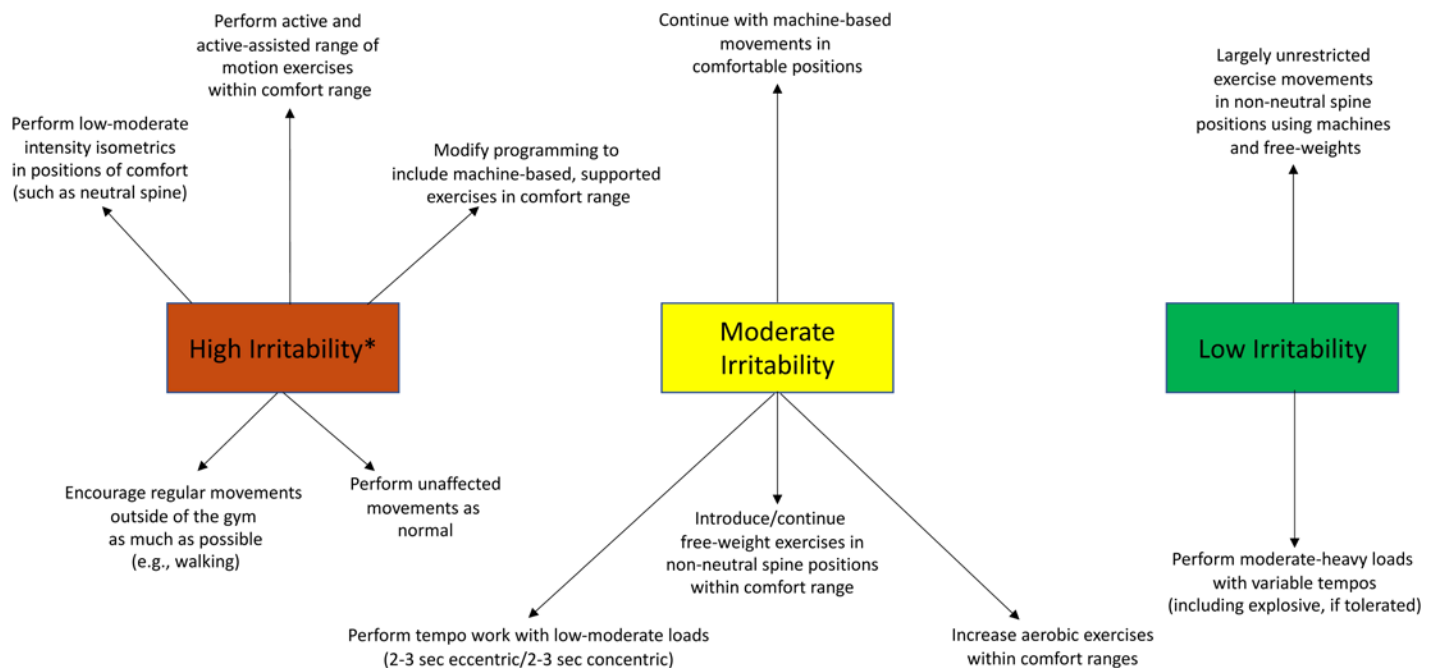 Perform active and
active-assisted range of
motion exercises
within comfort range
Perform low-moderate
intensity isometrics
in positions of comfort
(such as neutral spine)
Modify programming to
include machine-based, supported
exercises in comfort range
High Irritability*
Encourage regular movements
outside of the gym
as much as possible
(e.g., walking)
Perform unaffected
movements as
normal
Continue with machine-based
movements in
comfortable positions
Moderate
Irritability
Perform tempo work with low-moderate loads
(2-3 sec eccentric/2-3 sec concentric)
Introduce/continue
free-weight exercises in
non-neutral spine positions
within comfort range
Increase aerobic exercises
within comfort ranges
Largely unrestricted
exercise movements
in non-neutral spine
positions using machines
and free-weights
Low Irritability
Perform moderate-heavy loads
with variable tempos
(including explosive, if tolerated)